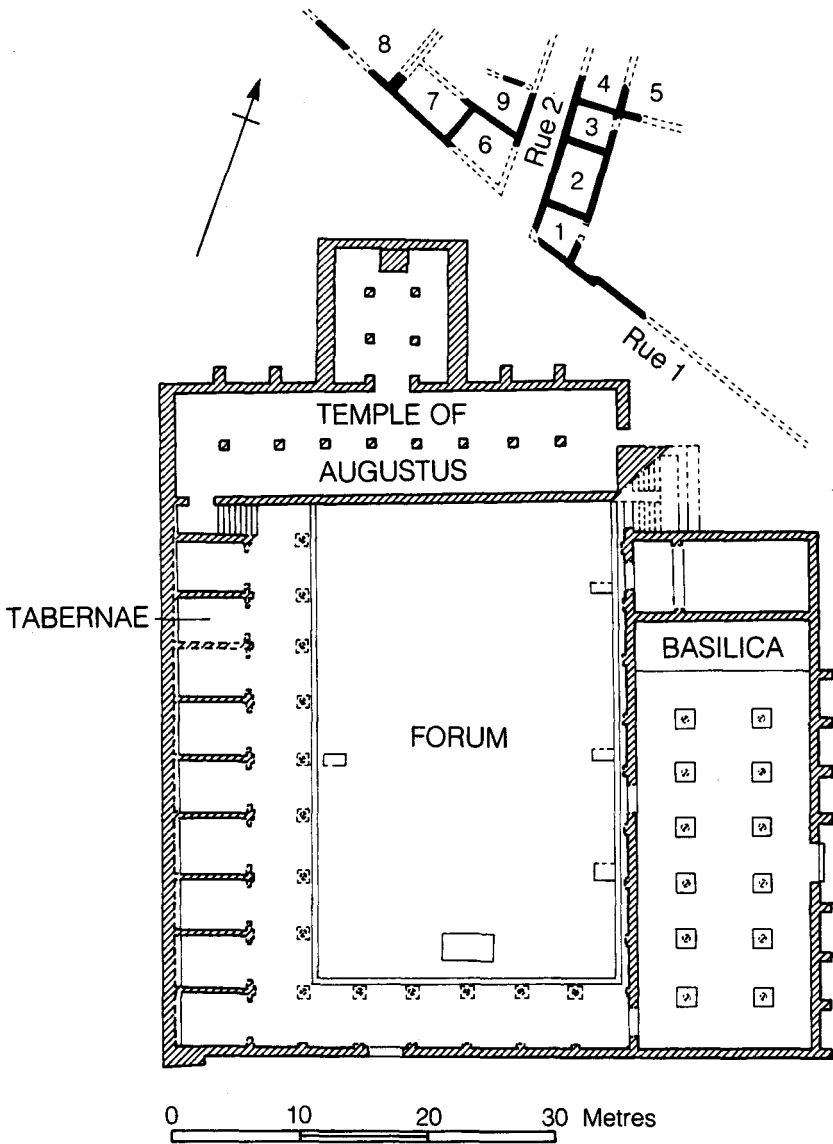 8
7
9
6
Rue 2
4
5
3
2
1
Rue 1
TEMPLE OF
AUGUSTUS
TABERNAE
BASILICA
FORUM
0 10 20 30 Metres